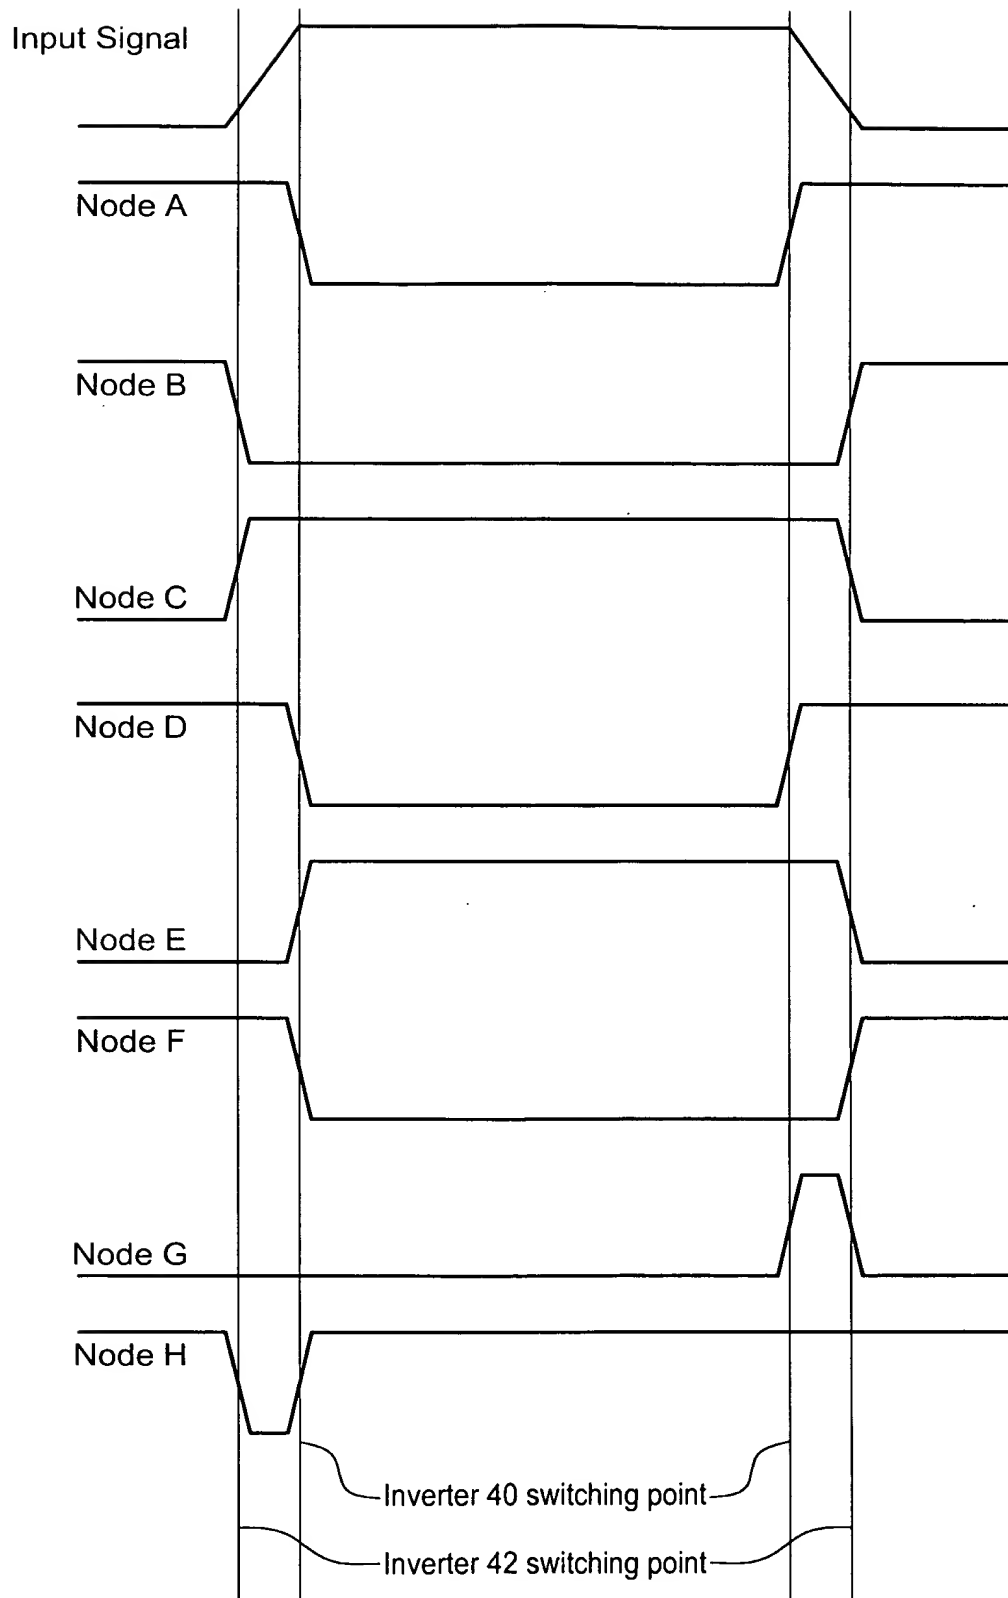 Input Signal
Node A
Node B
Node C
Node D
Node E
Node F
Node G
Node H
Inverter 40 switching point
Inverter 42 switching point